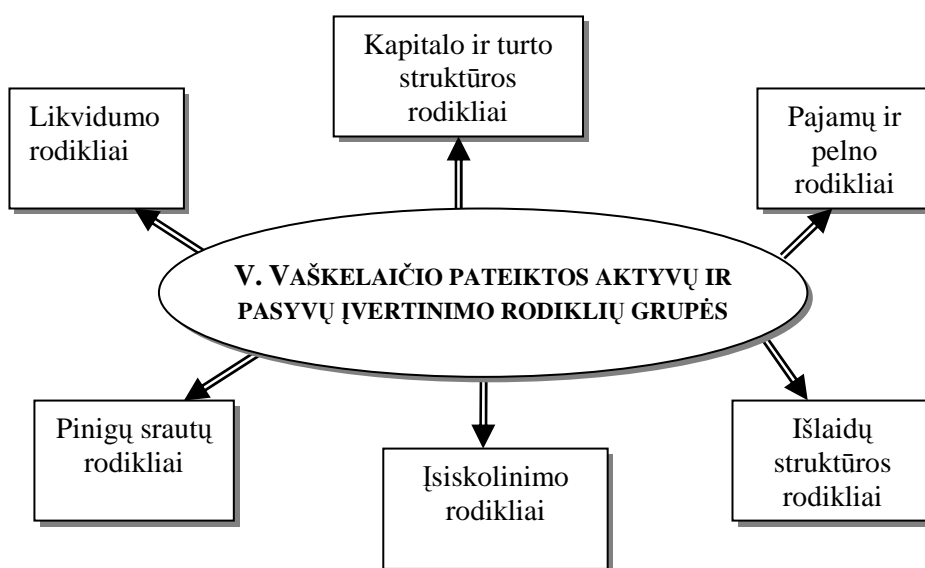 Kapitalo ir turto
struktūros
rodikliai
Likvidumo
rodikliai
Pajamų ir
pelno
rodikliai
V. VAŠKELAIČIO PATEIKTOS AKTYVŲ IR
PASYVŲ ĮVERTINIMO RODIKLIŲ GRUPĖS
Pinigų srautų
rodikliai
Įsiskolinimo
rodikliai
Išlaidų
struktūros
rodikliai